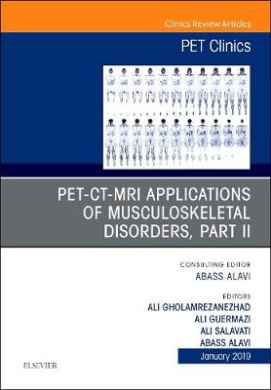 Clinics Review Articles
PET Clinics
PET-CT-MRI APPLICATIONS
OF MUSCULOSKELETAL
DISORDERS, PART II
CONSULTING EDITOR
ABASS ALAVI
EDITORS
ALI GHOLAMREZANEZHAD
ALI GUERMAZI
ALI SALAVATI
ABASS ALAVI
January 2019
ELSEVIER